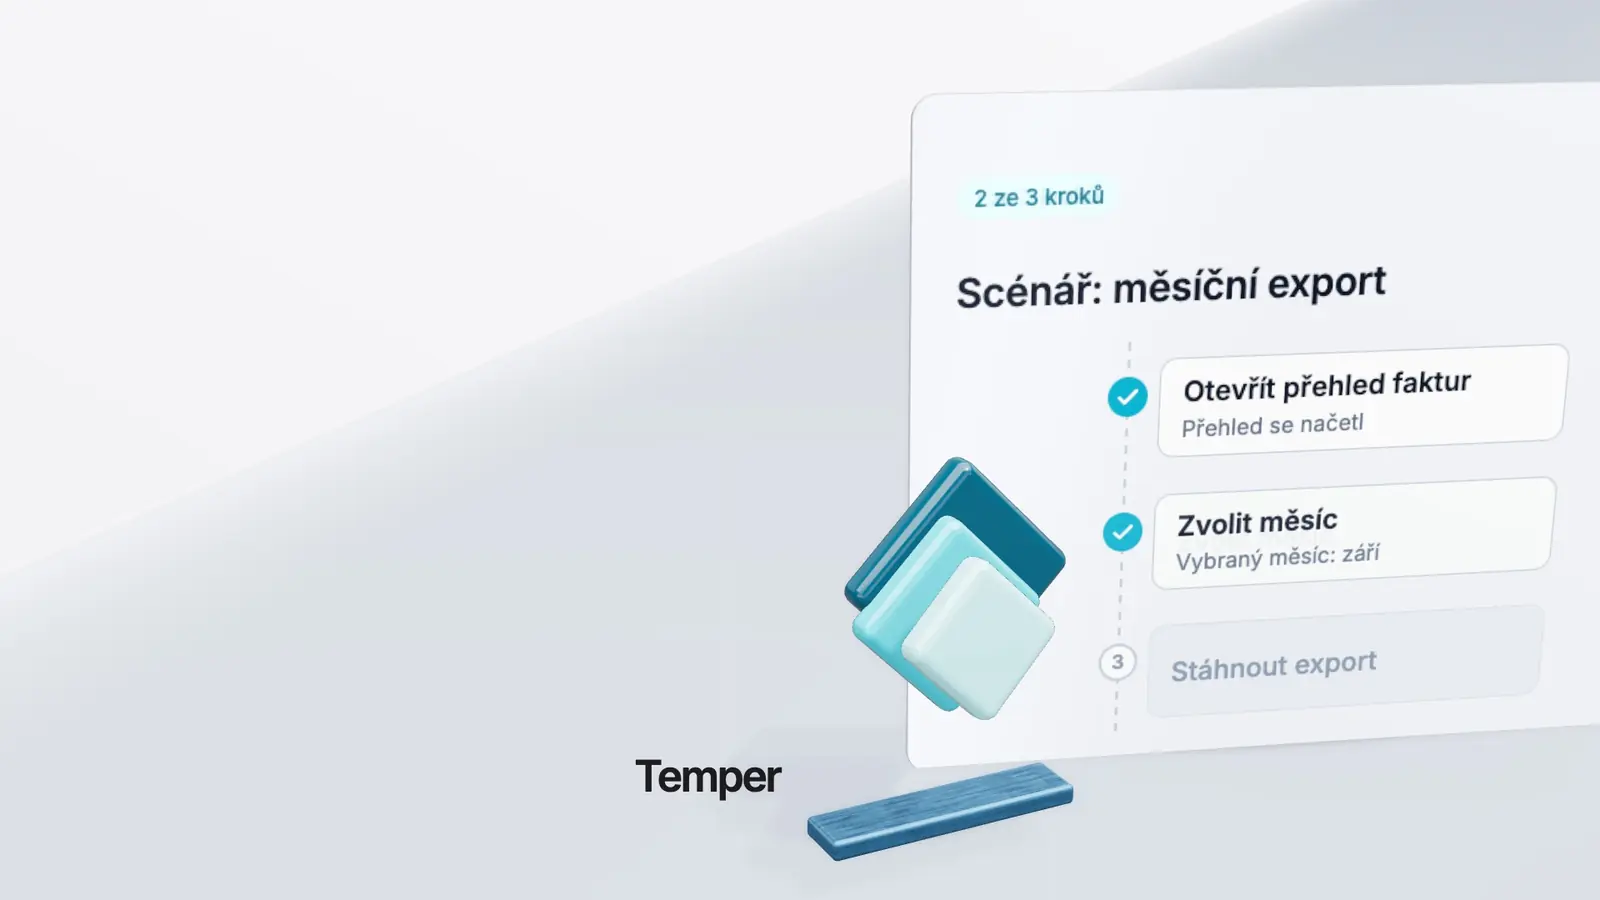 2 ze 3 kroků
Scénář: měsíční export
Otevřít přehled faktur
Přehled se načetl
Zvolit měsíc
Vybraný měsíc: září
3
Stáhnout export
Temper